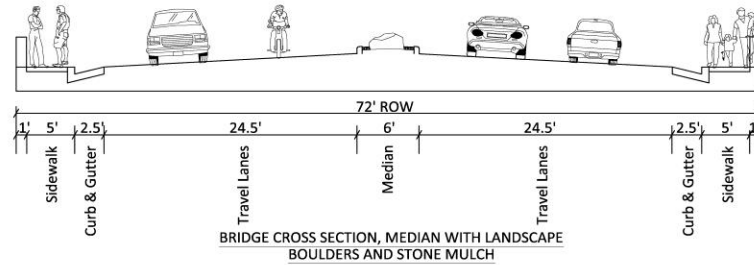 72' ROW
1' 5' 2.5' 24.5' 6' 24.5' 2.5' 5' 1
Sidewalk
Curb & Gutter
Travel Lanes
Median
Travel Lanes
Curb & Gutter
Sidewalk
BRIDGE CROSS SECTION, MEDIAN WITH LANDSCAPE
BOULDERS AND STONE MULCH